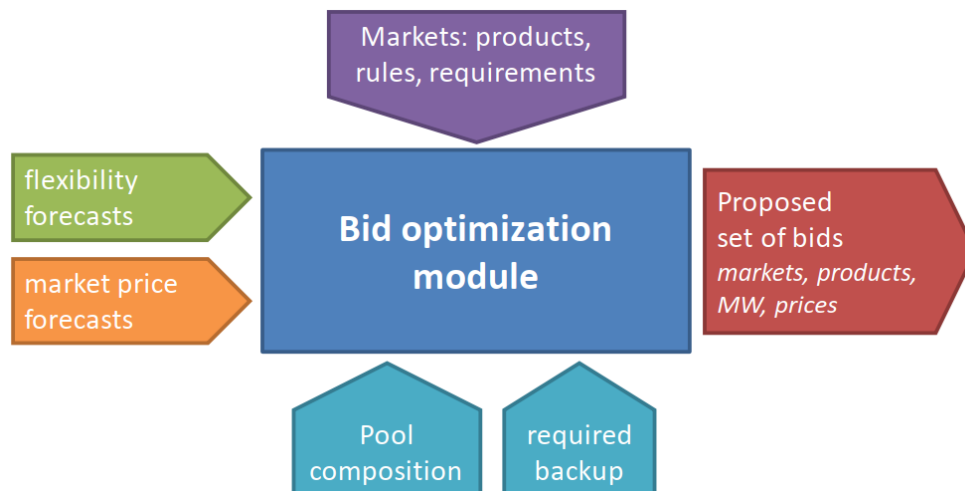 Markets: products,
rules, requirements
flexibility
forecasts
market price
forecasts
Bid optimization
module
Proposed
set of bids
markets, products,
MW, prices
Pool
composition
required
backup